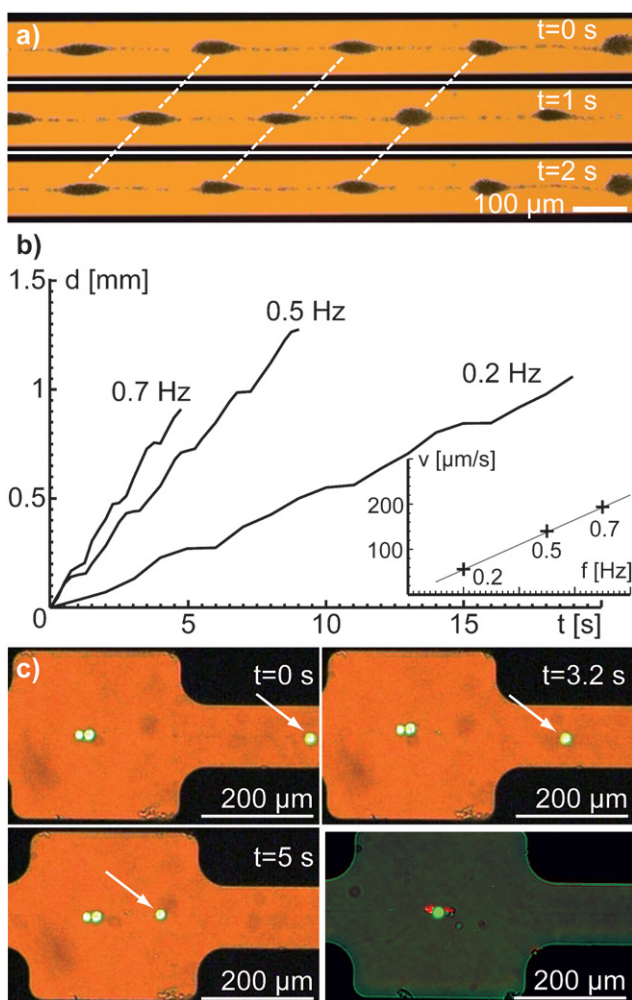 a)
t=0 s
t=1 s
t=2 s
100 µm
b)
1.5
d [mm]
0.5 Hz
0.7 Hz
0.2 Hz
1
v [µm/s]
200
0.7
0.5
0.5
100
0.2
f [Hz]
0
5
10
15
t [s]
c)
t=0 s
t=3.2 s
200 µm
200 µm
t=5 s
200 µm
200 µm